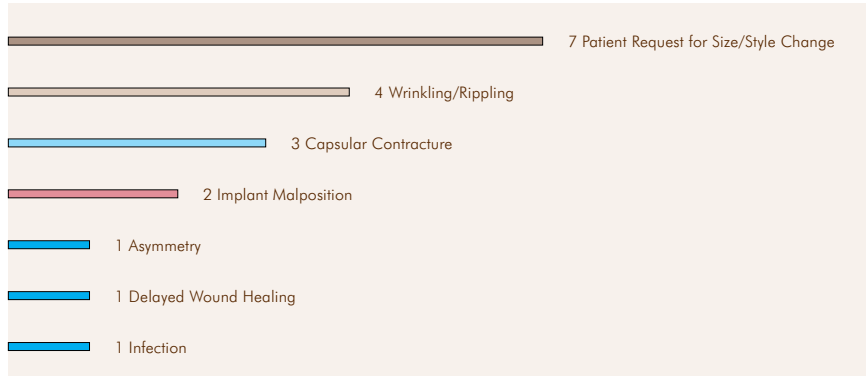 7 Patient Request for Size/Style Change
4 Wrinkling/Rippling
3 Capsular Contracture
2 Implant Malposition
1 Asymmetry
1 Delayed Wound Healing
1 Infection